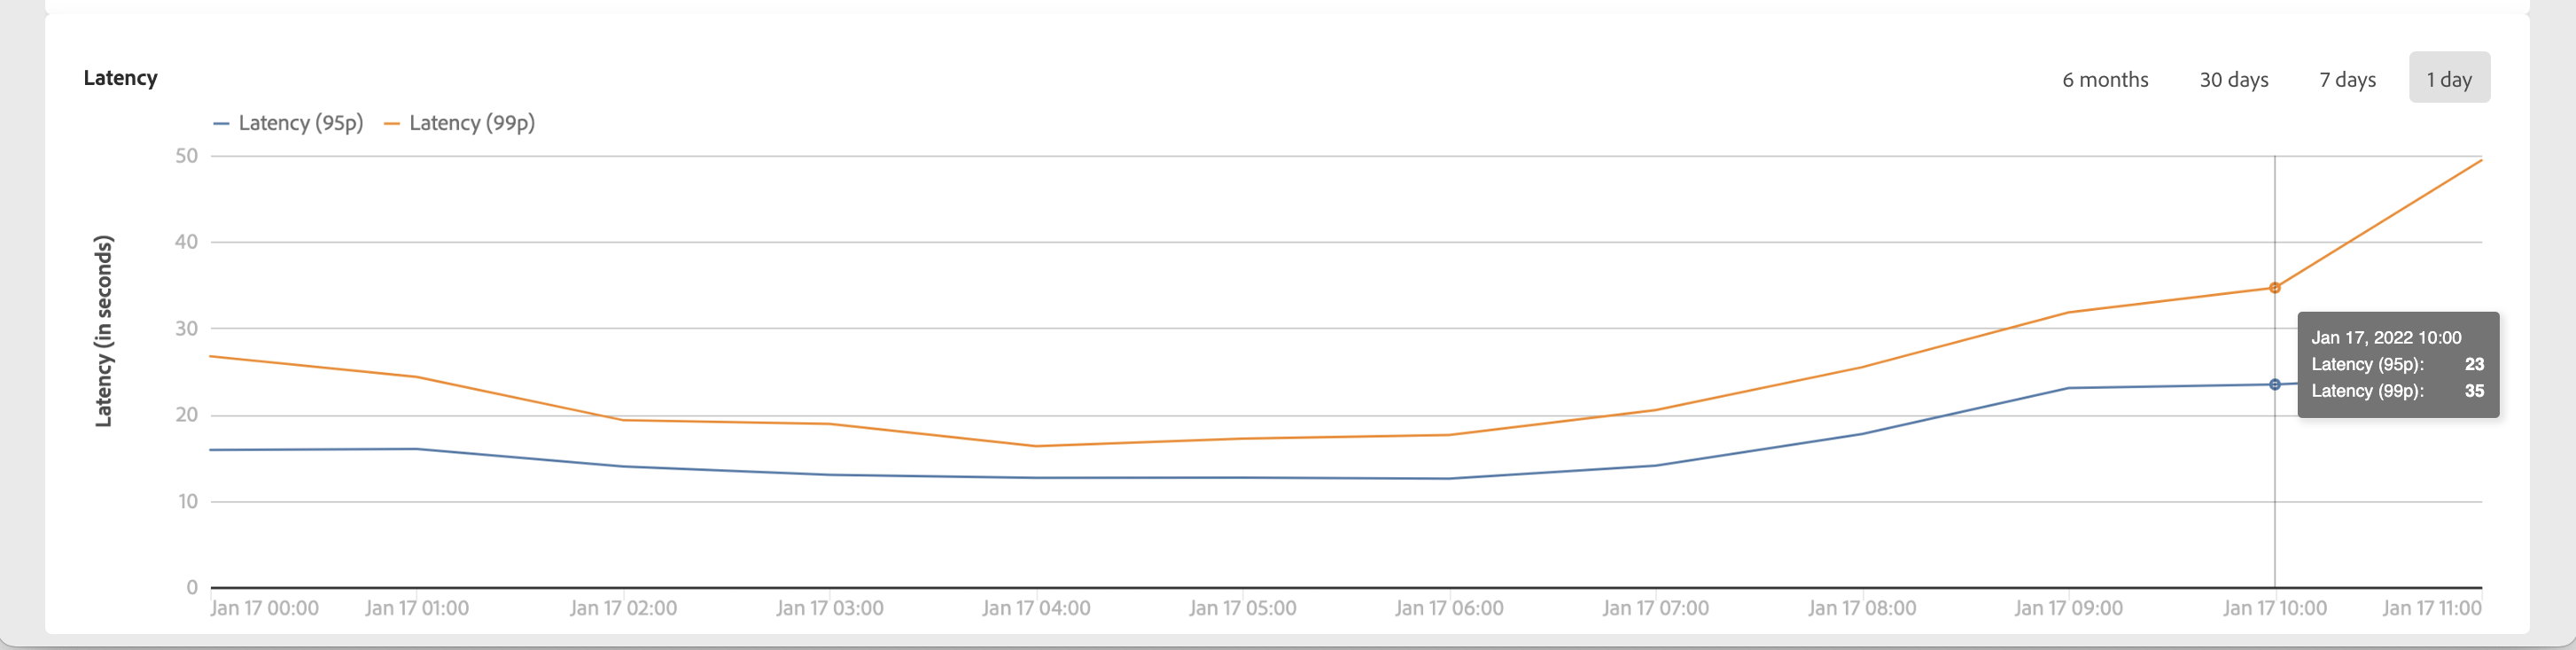 Latency
6 months 30 days 7 days 1 day
Latency (95p) Latency (99p)
50
40
30
20
10
0
Latency (in seconds)
Jan 17, 2022 10:00
Latency (95p): 23
Latency (99p): 35
Jan 17 00:00 Jan 17 01:00 Jan 17 02:00 Jan 17 03:00 Jan 17 04:00 Jan 17 05:00 Jan 17 06:00 Jan 17 07:00 Jan 17 08:00 Jan 17 09:00 Jan 17 10:00 Jan 17 11:00